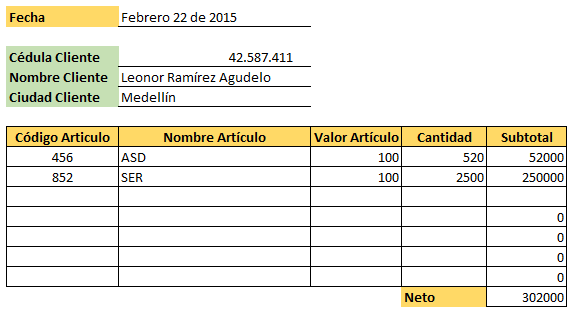 Fecha Febrero 22 de 2015
Cédula Cliente 42.587.411
Nombre Cliente Leonor Ramírez Agudelo
Ciudad Cliente Medellín
Código Articulo Nombre Artículo Valor Artículo Cantidad Subtotal
456 ASD 100 520 52000
852 SER 100 2500 250000
0
0
0
0
Neto 302000